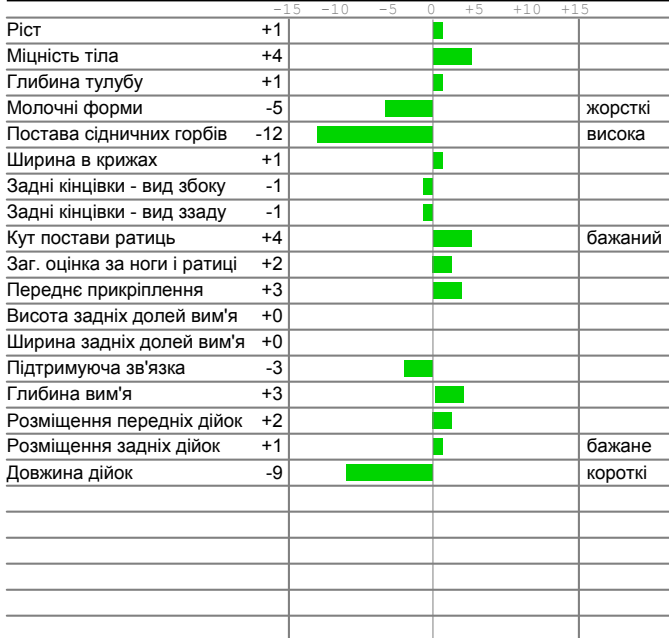 -15 -10 -5 0 +5 +10 +15
Ріст +1
Міцність тіла +4
Глибина тулубу +1
Молочні форми -5 жорсткі
Постава сідничних горбів -12 висока
Ширина в крижах +1
Задні кінцівки - вид збоку -1
Задні кінцівки - вид ззаду -1
Кут постави ратиць +4 бажаний
Заг. оцінка за ноги і ратиці +2
Переднє прикріплення +3
Висота задніх долей вим'я +0
Ширина задніх долей вим'я +0
Підтримуюча зв'язка -3
Глибина вим'я +3
Розміщення передніх дійок +2
Розміщення задніх дійок +1 бажане
Довжина дійок -9 короткі